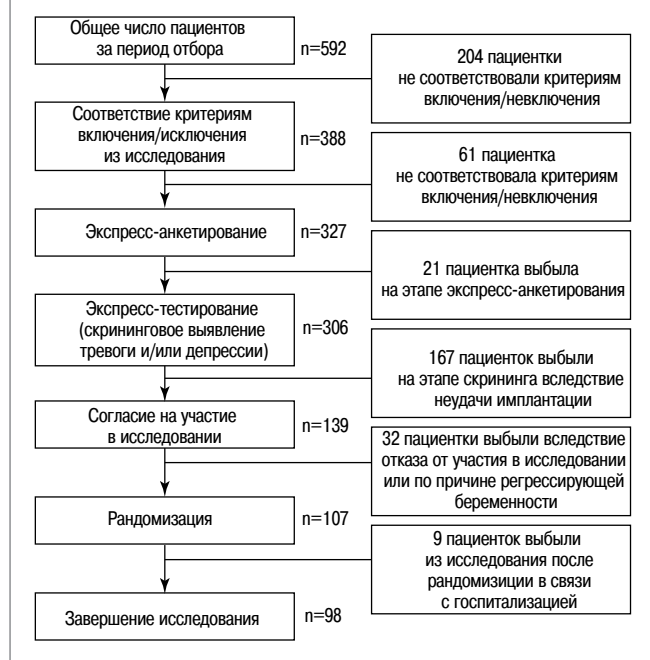 Общее число пациентов
за период отбора
n=592
204 пациентки
не соответствовали критериям
включения/невключения
Соответствие критериям
включения/исключения
из исследования
n=388
61 пациентка
не соответствовала критериям
включения/невключения
Экспресс-анкетирование
n=327
21 пациентка выбыла
на этапе экспресс-анкетирования
Экспресс-тестирование
(скрининговое выявление
тревоги и/или депрессии)
n=306
167 пациенток выбыли
на этапе скрининга вследствие
неудачи имплантации
Согласие на участие
в исследовании
n=139
32 пациентки выбыли вследствие
отказа от участия в исследовании
или по причине регрессирующей
беременности
Рандомизация
n=107
9 пациенток выбыли
из исследования после
рандомизиции в связи
с госпитализацией
Завершение исследования
n=98